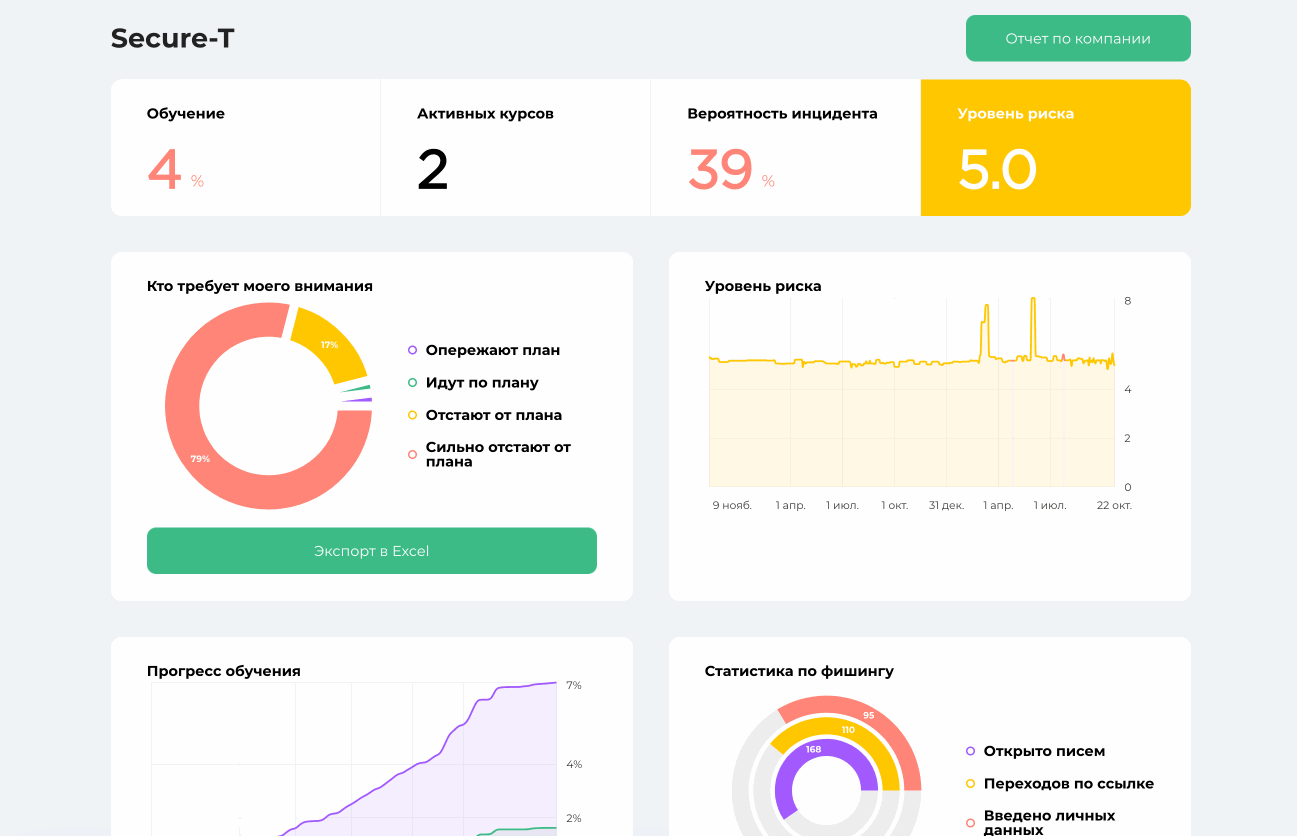 Secure-T
Отчет по компании
Обучение
4 %
Активных курсов
2
Вероятность инцидента
39 %
Уровень риска
5.0
Кто требует моего внимания
17%
79%
Опережают план
Идут по плану
Отстают от плана
Сильно отстают от
плана
Экспорт в Excel
Уровень риска
8
4
2
0
9 нояб. 1 апр. 1 июл. 1 окт. 31 дек. 1 апр. 1 июл. 22 окт.
Прогресс обучения
7%
4%
2%
Статистика по фишингу
95
110
168
Открыто писем
Переходов по ссылке
Введено личных
данных